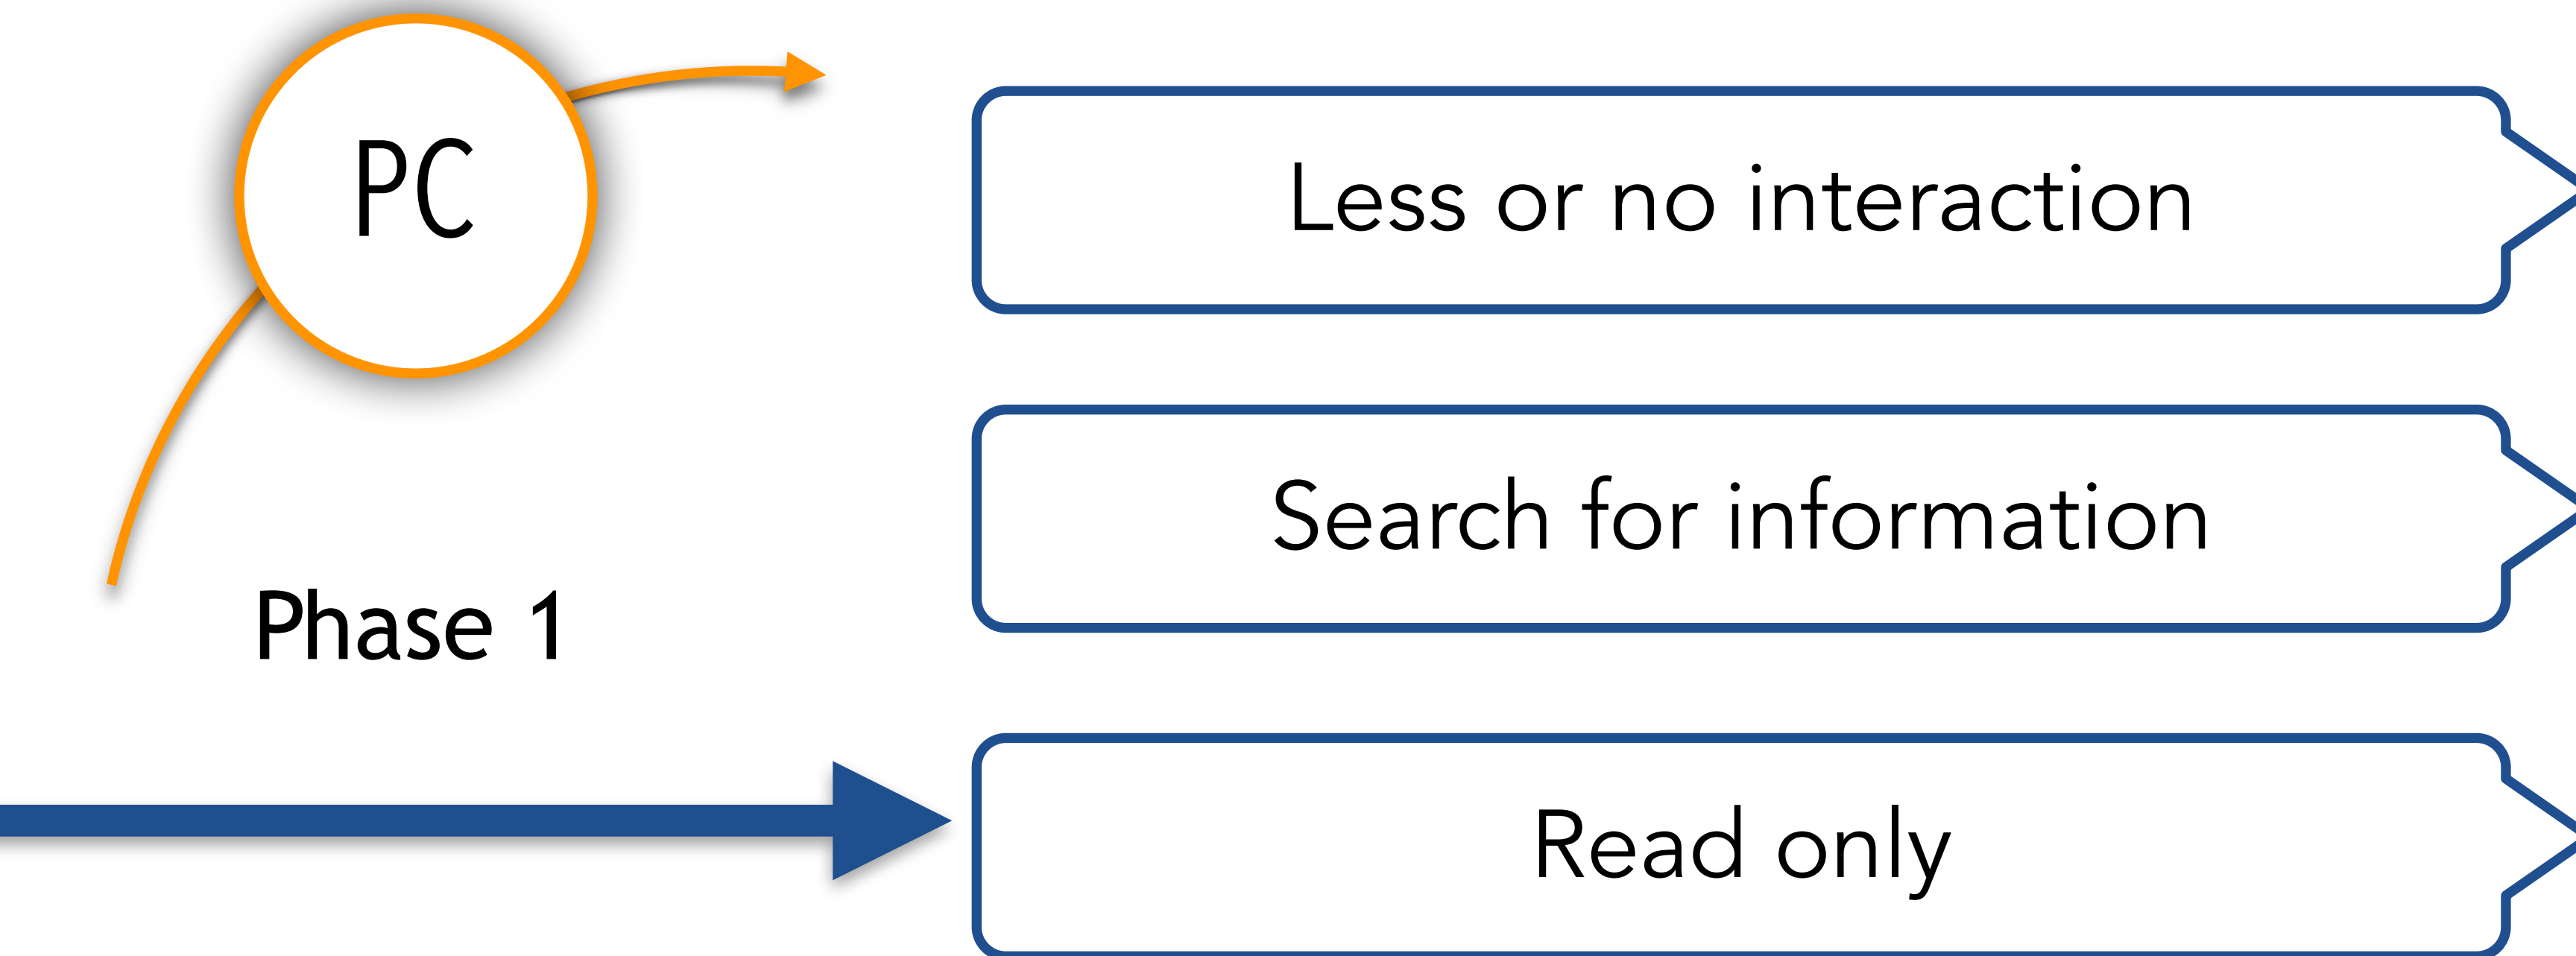 PC
Phase 1
Less or no interaction
Search for information
Read only